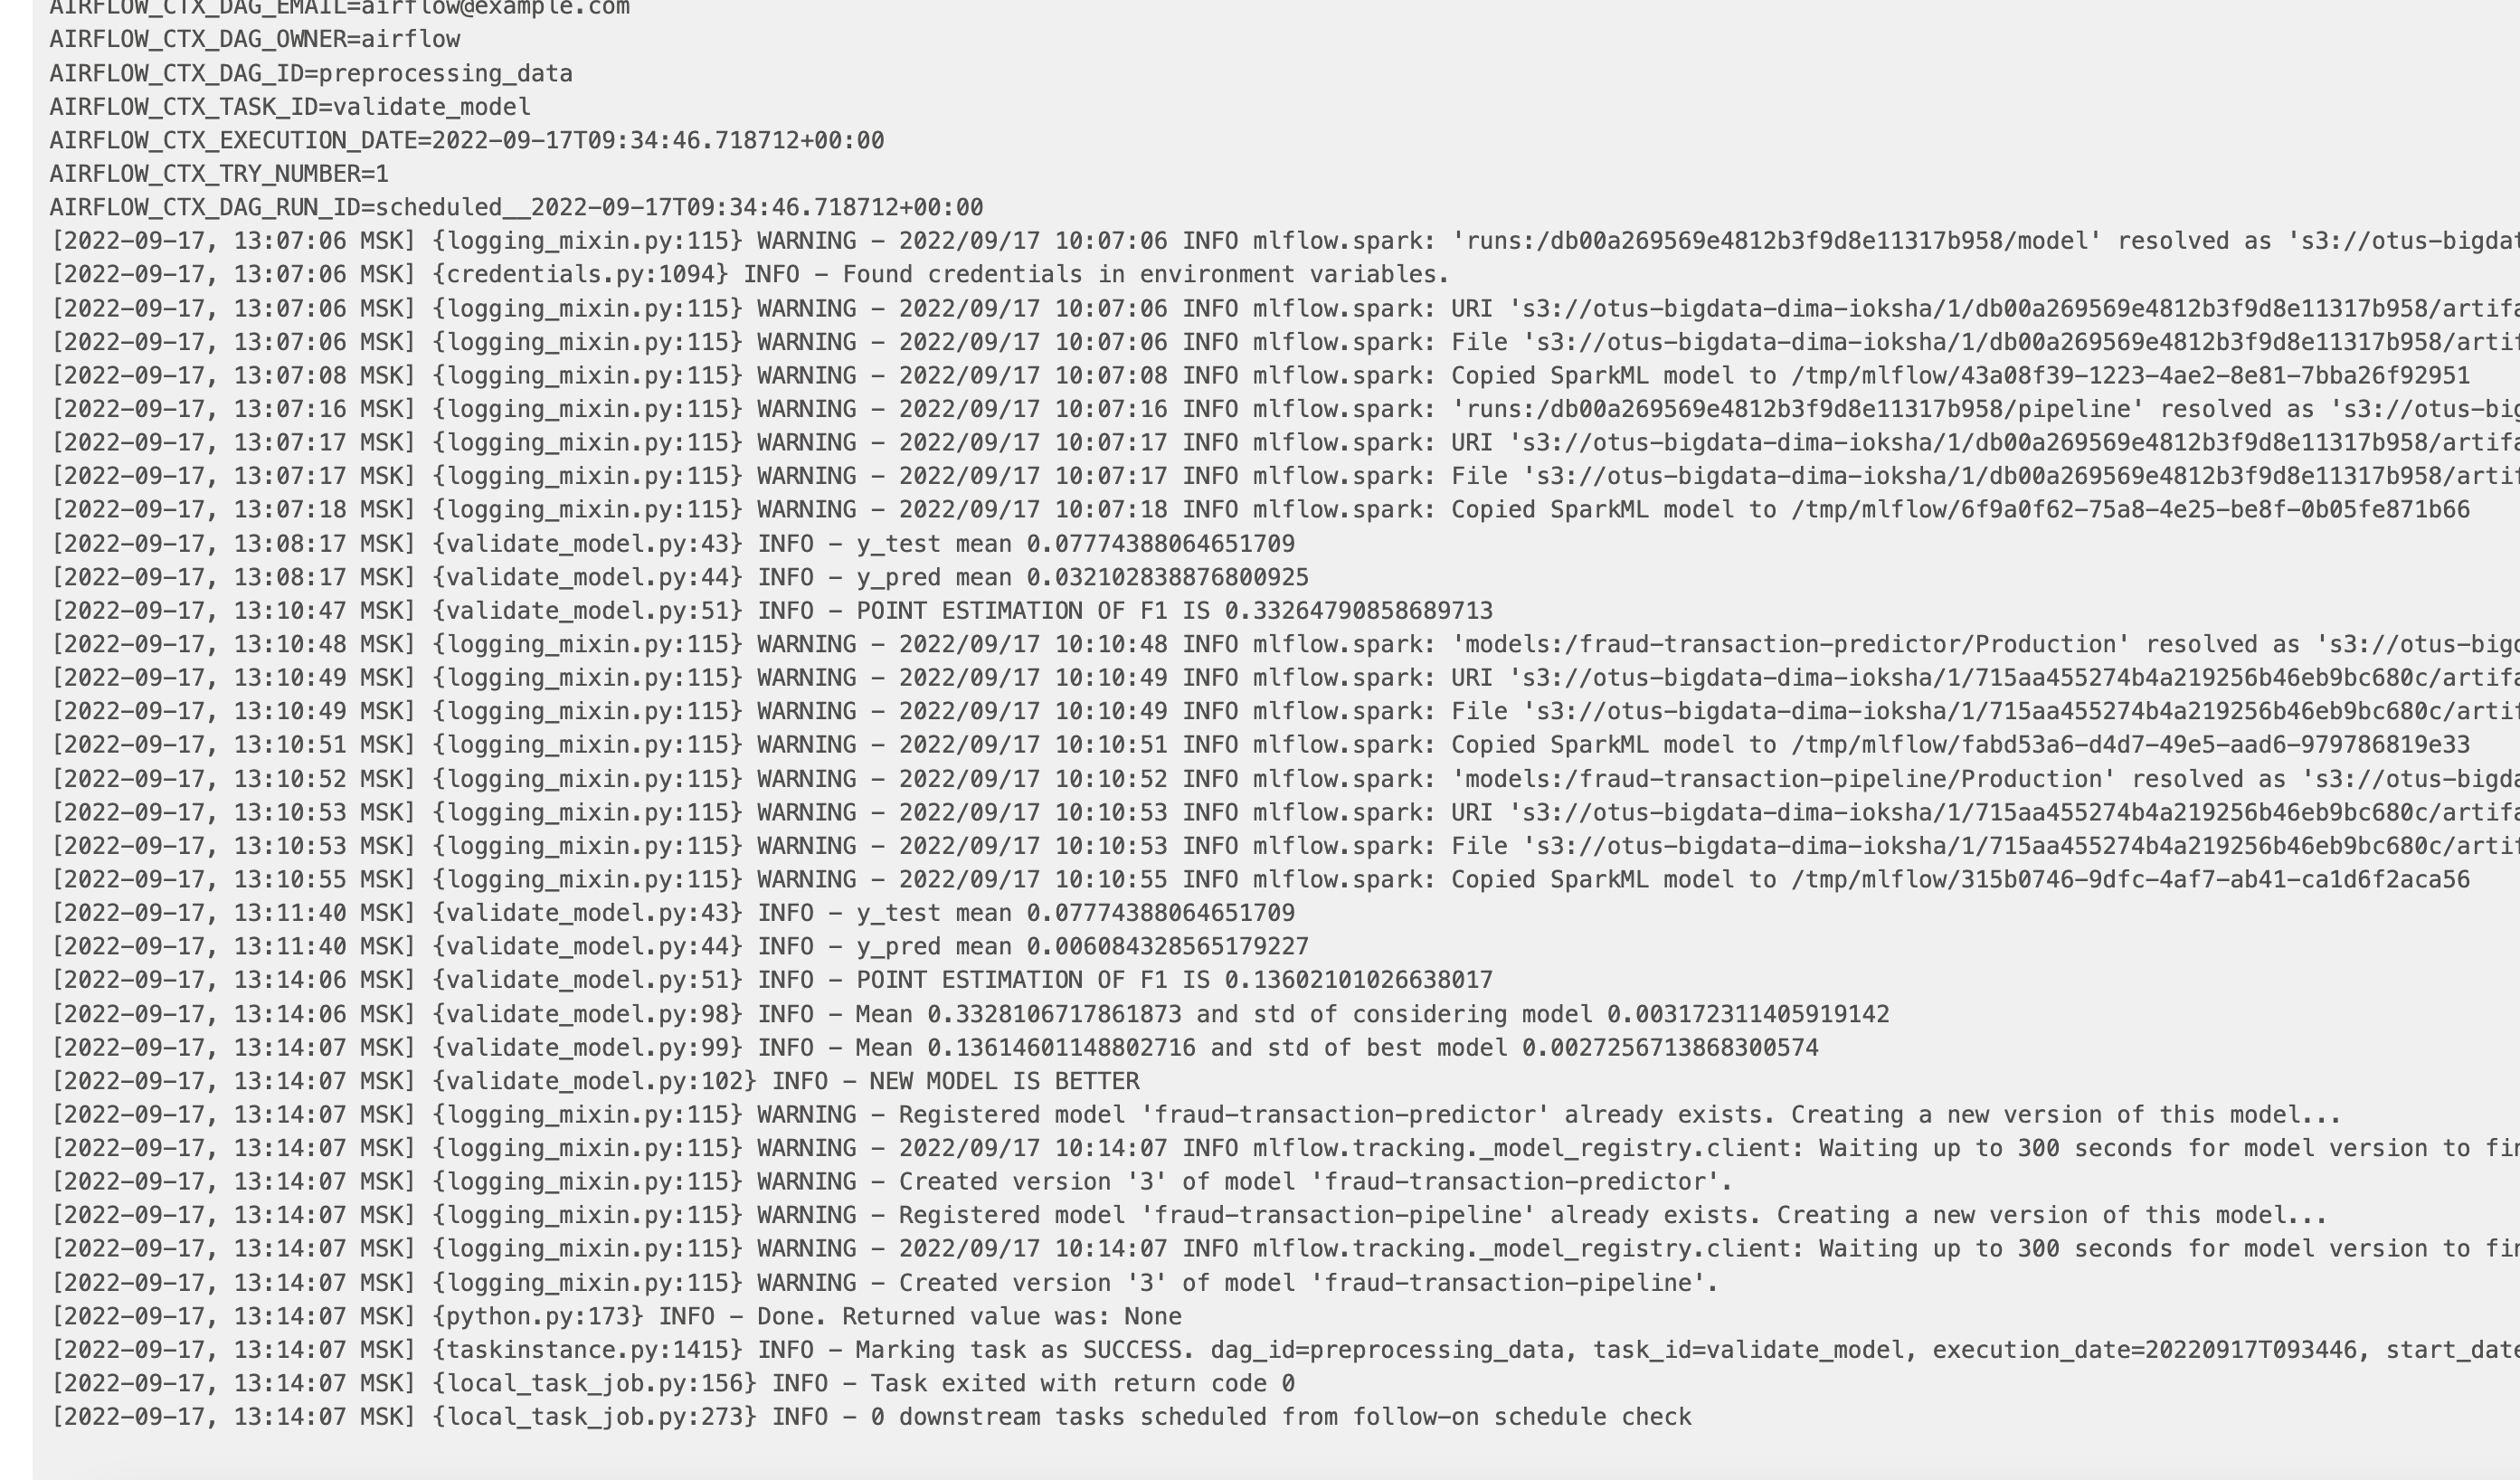 AIRFLOW_CTX_DAG_EMAIL=airflow@example.com
AIRFLOW_CTX_DAG_OWNER=airflow
AIRFLOW_CTX_DAG_ID=preprocessing_data
AIRFLOW_CTX_TASK_ID=validate_model
AIRFLOW_CTX_EXECUTION_DATE=2022-09-17T09:34:46.718712+00:00
AIRFLOW_CTX_TRY_NUMBER=1
AIRFLOW_CTX_DAG_RUN_ID=scheduled__2022-09-17T09:34:46.718712+00:00
[2022-09-17, 13:07:06 MSK] {logging_mixin.py:115} WARNING - 2022/09/17 10:07:06 INFO mlflow.spark: 'runs:/db00a269569e4812b3f9d8e11317b958/model' resolved as 's3://otus-bigdat
[2022-09-17, 13:07:06 MSK] {credentials.py:1094} INFO - Found credentials in environment variables.
[2022-09-17, 13:07:06 MSK] {logging_mixin.py:115} WARNING - 2022/09/17 10:07:06 INFO mlflow.spark: URI 's3://otus-bigdata-dima-ioksha/1/db00a269569e4812b3f9d8e11317b958/artifa
[2022-09-17, 13:07:06 MSK] {logging_mixin.py:115} WARNING - 2022/09/17 10:07:06 INFO mlflow.spark: File 's3://otus-bigdata-dima-ioksha/1/db00a269569e4812b3f9d8e11317b958/artif
[2022-09-17, 13:07:08 MSK] {logging_mixin.py:115} WARNING - 2022/09/17 10:07:08 INFO mlflow.spark: Copied SparkML model to /tmp/mlflow/43a08f39-1223-4ae2-8e81-7bba26f92951
[2022-09-17, 13:07:16 MSK] {logging_mixin.py:115} WARNING - 2022/09/17 10:07:16 INFO mlflow.spark: 'runs:/db00a269569e4812b3f9d8e11317b958/pipeline' resolved as 's3://otus-big
[2022-09-17, 13:07:17 MSK] {logging_mixin.py:115} WARNING - 2022/09/17 10:07:17 INFO mlflow.spark: URI 's3://otus-bigdata-dima-ioksha/1/db00a269569e4812b3f9d8e11317b958/artifa
[2022-09-17, 13:07:17 MSK] {logging_mixin.py:115} WARNING - 2022/09/17 10:07:17 INFO mlflow.spark: File 's3://otus-bigdata-dima-ioksha/1/db00a269569e4812b3f9d8e11317b958/artif
[2022-09-17, 13:07:18 MSK] {logging_mixin.py:115} WARNING - 2022/09/17 10:07:18 INFO mlflow.spark: Copied SparkML model to /tmp/mlflow/6f9a0f62-75a8-4e25-be8f-0b05fe871b66
[2022-09-17, 13:08:17 MSK] {validate_model.py:43} INFO - y_test mean 0.07774388064651709
[2022-09-17, 13:08:17 MSK] {validate_model.py:44} INFO - y_pred mean 0.032102838876800925
[2022-09-17, 13:10:47 MSK] {validate_model.py:51} INFO - POINT ESTIMATION OF F1 IS 0.33264790858689713
[2022-09-17, 13:10:48 MSK] {logging_mixin.py:115} WARNING - 2022/09/17 10:10:48 INFO mlflow.spark: 'models:/fraud-transaction-predictor/Production' resolved as 's3://otus-bigd
[2022-09-17, 13:10:49 MSK] {logging_mixin.py:115} WARNING - 2022/09/17 10:10:49 INFO mlflow.spark: URI 's3://otus-bigdata-dima-ioksha/1/715aa455274b4a219256b46eb9bc680c/artifa
[2022-09-17, 13:10:49 MSK] {logging_mixin.py:115} WARNING - 2022/09/17 10:10:49 INFO mlflow.spark: File 's3://otus-bigdata-dima-ioksha/1/715aa455274b4a219256b46eb9bc680c/artif
[2022-09-17, 13:10:51 MSK] {logging_mixin.py:115} WARNING - 2022/09/17 10:10:51 INFO mlflow.spark: Copied SparkML model to /tmp/mlflow/fabd53a6-d4d7-49e5-aad6-979786819e33
[2022-09-17, 13:10:52 MSK] {logging_mixin.py:115} WARNING - 2022/09/17 10:10:52 INFO mlflow.spark: 'models:/fraud-transaction-pipeline/Production' resolved as 's3://otus-bigda
[2022-09-17, 13:10:53 MSK] {logging_mixin.py:115} WARNING - 2022/09/17 10:10:53 INFO mlflow.spark: URI 's3://otus-bigdata-dima-ioksha/1/715aa455274b4a219256b46eb9bc680c/artifa
[2022-09-17, 13:10:53 MSK] {logging_mixin.py:115} WARNING - 2022/09/17 10:10:53 INFO mlflow.spark: File 's3://otus-bigdata-dima-ioksha/1/715aa455274b4a219256b46eb9bc680c/artif
[2022-09-17, 13:10:55 MSK] {logging_mixin.py:115} WARNING - 2022/09/17 10:10:55 INFO mlflow.spark: Copied SparkML model to /tmp/mlflow/315b0746-9dfc-4af7-ab41-ca1d6f2aca56
[2022-09-17, 13:11:40 MSK] {validate_model.py:43} INFO - y_test mean 0.07774388064651709
[2022-09-17, 13:11:40 MSK] {validate_model.py:44} INFO - y_pred mean 0.006084328565179227
[2022-09-17, 13:14:06 MSK] {validate_model.py:51} INFO - POINT ESTIMATION OF F1 IS 0.13602101026638017
[2022-09-17, 13:14:06 MSK] {validate_model.py:98} INFO - Mean 0.3328106717861873 and std of considering model 0.003172311405919142
[2022-09-17, 13:14:07 MSK] {validate_model.py:99} INFO - Mean 0.13614601148802716 and std of best model 0.0027256713868300574
[2022-09-17, 13:14:07 MSK] {validate_model.py:102} INFO - NEW MODEL IS BETTER
[2022-09-17, 13:14:07 MSK] {logging_mixin.py:115} WARNING - Registered model 'fraud-transaction-predictor' already exists. Creating a new version of this model...
[2022-09-17, 13:14:07 MSK] {logging_mixin.py:115} WARNING - 2022/09/17 10:14:07 INFO mlflow.tracking._model_registry.client: Waiting up to 300 seconds for model version to fin
[2022-09-17, 13:14:07 MSK] {logging_mixin.py:115} WARNING - Created version '3' of model 'fraud-transaction-predictor'.
[2022-09-17, 13:14:07 MSK] {logging_mixin.py:115} WARNING - Registered model 'fraud-transaction-pipeline' already exists. Creating a new version of this model...
[2022-09-17, 13:14:07 MSK] {logging_mixin.py:115} WARNING - 2022/09/17 10:14:07 INFO mlflow.tracking._model_registry.client: Waiting up to 300 seconds for model version to fin
[2022-09-17, 13:14:07 MSK] {logging_mixin.py:115} WARNING - Created version '3' of model 'fraud-transaction-pipeline'.
[2022-09-17, 13:14:07 MSK] {python.py:173} INFO - Done. Returned value was: None
[2022-09-17, 13:14:07 MSK] {taskinstance.py:1415} INFO - Marking task as SUCCESS. dag_id=preprocessing_data, task_id=validate_model, execution_date=20220917T093446, start_date
[2022-09-17, 13:14:07 MSK] {local_task_job.py:156} INFO - Task exited with return code 0
[2022-09-17, 13:14:07 MSK] {local_task_job.py:273} INFO - 0 downstream tasks scheduled from follow-on schedule check